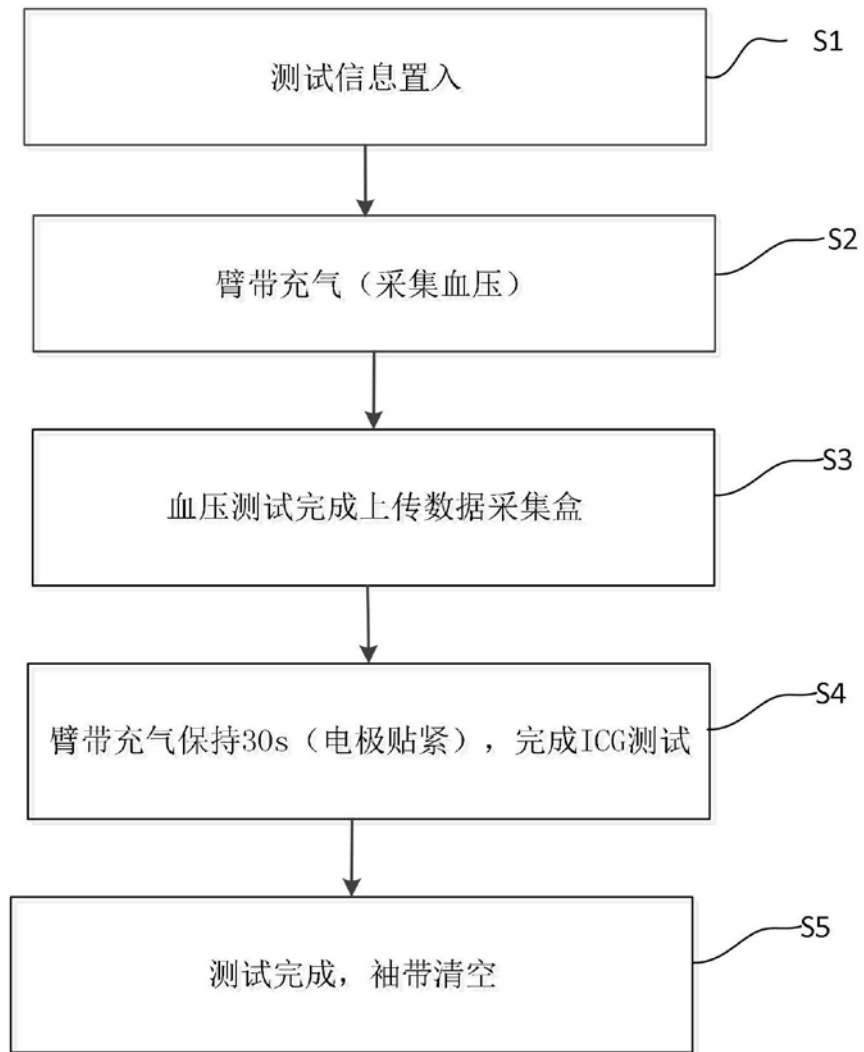 测试信息置入
S1
臂带充气（采集血压）
S2
血压测试完成上传数据采集盒
S3
臂带充气保持30s（电极贴紧），完成ICG测试
S4
测试完成，袖带清空
S5